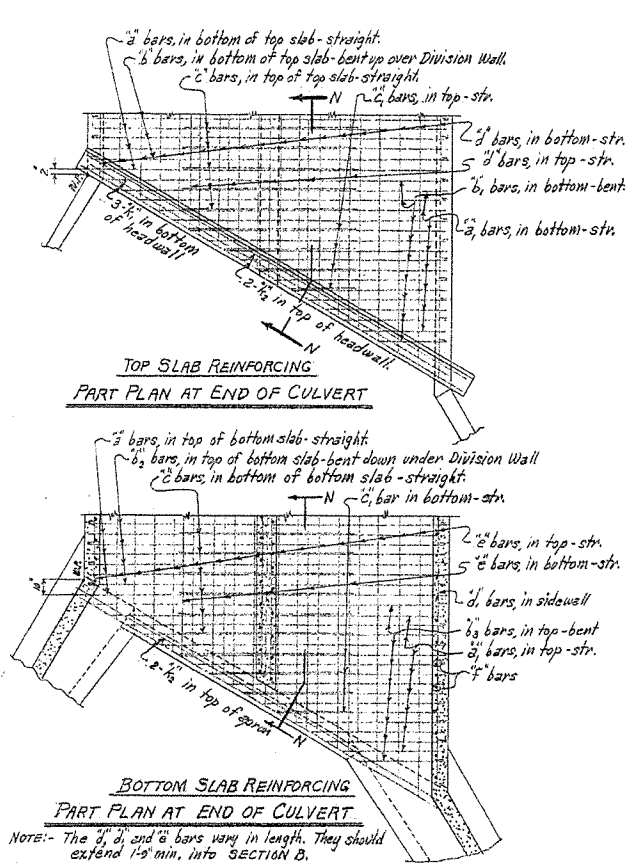 "a" bars, in bottom of top slab-straight.
"b" bars, in bottom of top slab-bent up over Division Wall.
"c" bars, in top of top slab-straight.
N
"c₁" bars, in top-str.
"d" bars, in bottom-str.
"d" bars, in top-str.
"b₁" bars, in bottom-bent.
"a₁" bars, in bottom-str.
2"
3-"k₁" in bottom
of headwall
2-"k₂" in top of headwall.
N
TOP SLAB REINFORCING
PART PLAN AT END OF CULVERT
"a" bars, in top of bottom slab-straight.
"b₂" bars, in top of bottom slab-bent down under Division Wall
"c" bars, in bottom of bottom slab-straight.
N
"c₁" bar in bottom-str.
"e" bars, in top-str.
"e" bars, in bottom-str.
"d₁" bars, in sidewall
"b₃" bars, in top-bent
"a₁" bars, in top-str.
"f" bars
10"
2-"k₂" in top of apron
N
BOTTOM SLAB REINFORCING
PART PLAN AT END OF CULVERT
NOTE:- The "d", "d₁" and "e" bars vary in length. They should
extend 1'-9" min. into SECTION B.